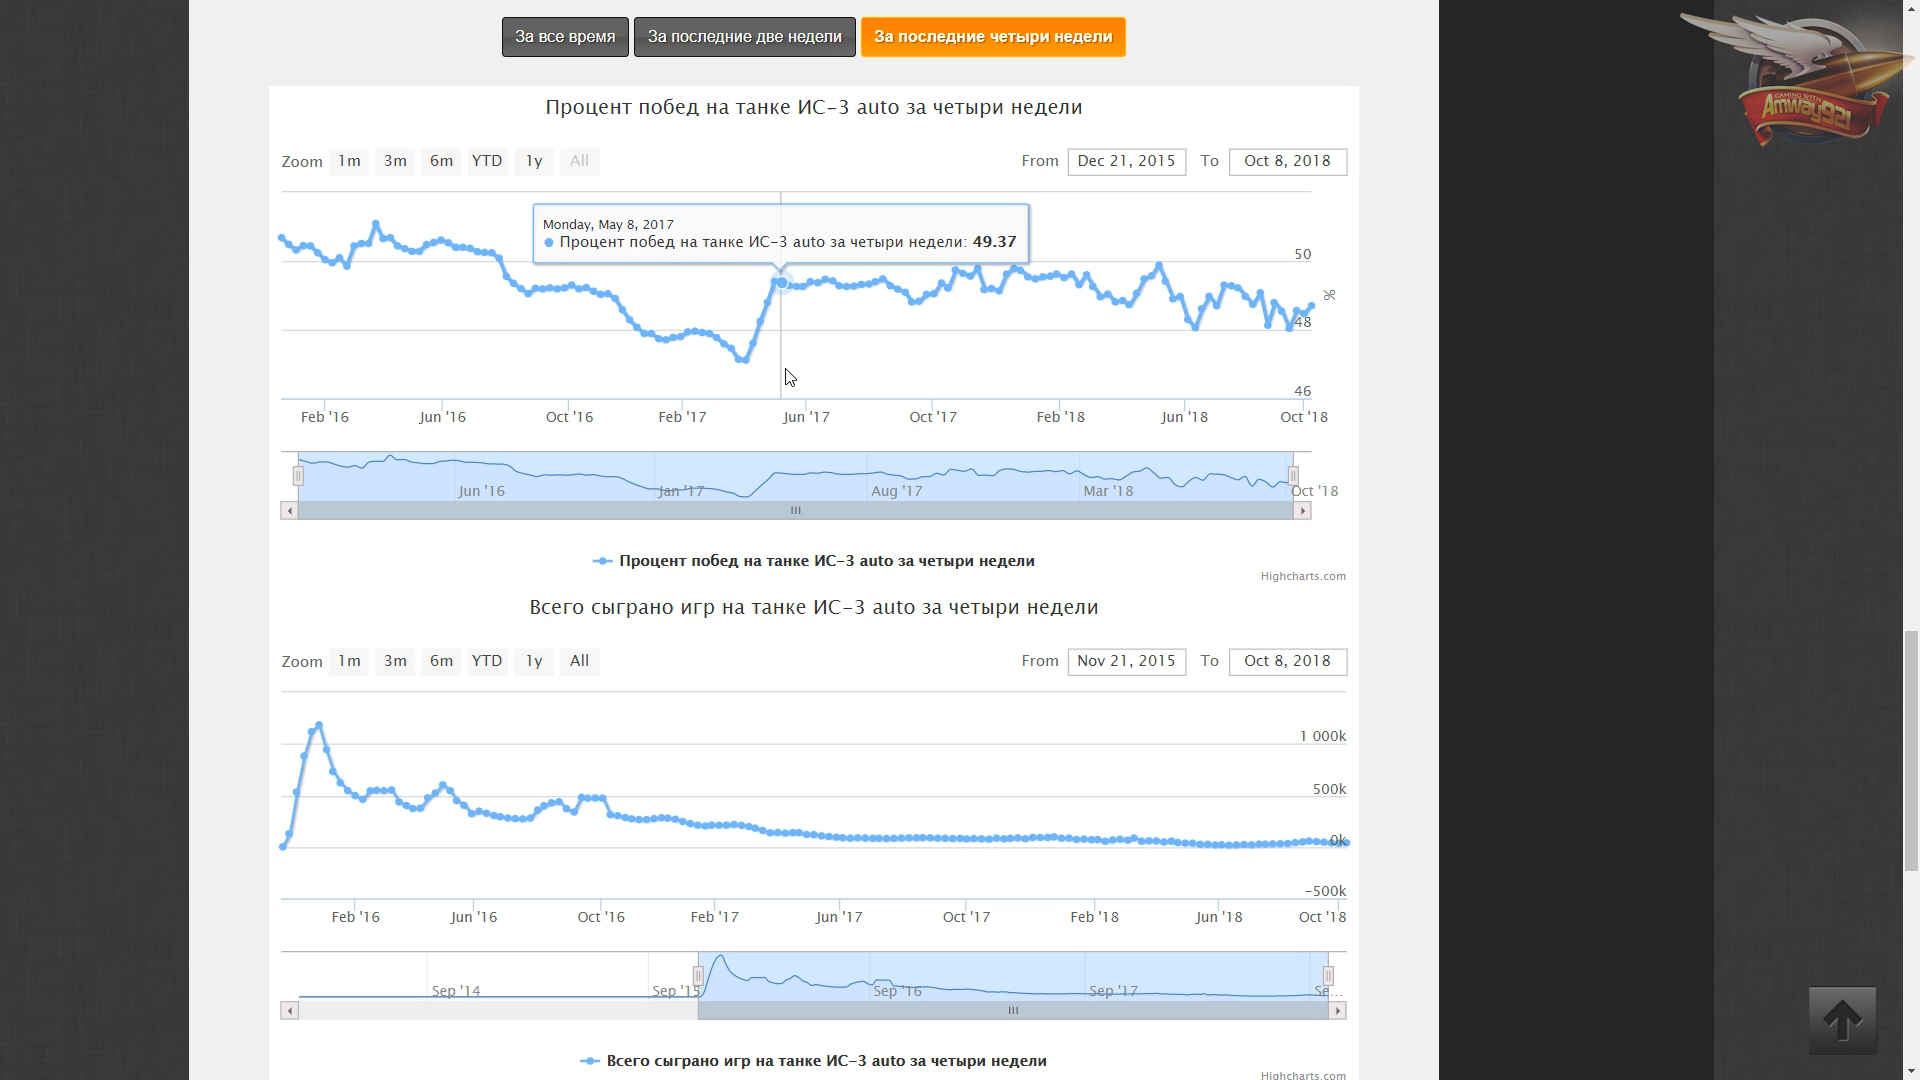 За все время За последние две недели За последние четыри недели
GAMING WITH
Amway921
Процент побед на танке ИС-3 auto за четыри недели
Zoom 1m 3m 6m YTD 1y All From Dec 21, 2015 To Oct 8, 2018
Monday, May 8, 2017
Процент побед на танке ИС-3 auto за четыри недели: 49.37
50
%
48
46
Feb '16 Jun '16 Oct '16 Feb '17 Jun '17 Oct '17 Feb '18 Jun '18 Oct '18
Jun '16 Jan '17 Aug '17 Mar '18 Oct '18
Процент побед на танке ИС-3 auto за четыри недели
Highcharts.com
Всего сыграно игр на танке ИС-3 auto за четыри недели
Zoom 1m 3m 6m YTD 1y All From Nov 21, 2015 To Oct 8, 2018
1 000k
500k
0k
-500k
Feb '16 Jun '16 Oct '16 Feb '17 Jun '17 Oct '17 Feb '18 Jun '18 Oct '18
Sep '14 Sep '15 Sep '16 Sep '17 Se...
Всего сыграно игр на танке ИС-3 auto за четыри недели
Highcharts.com